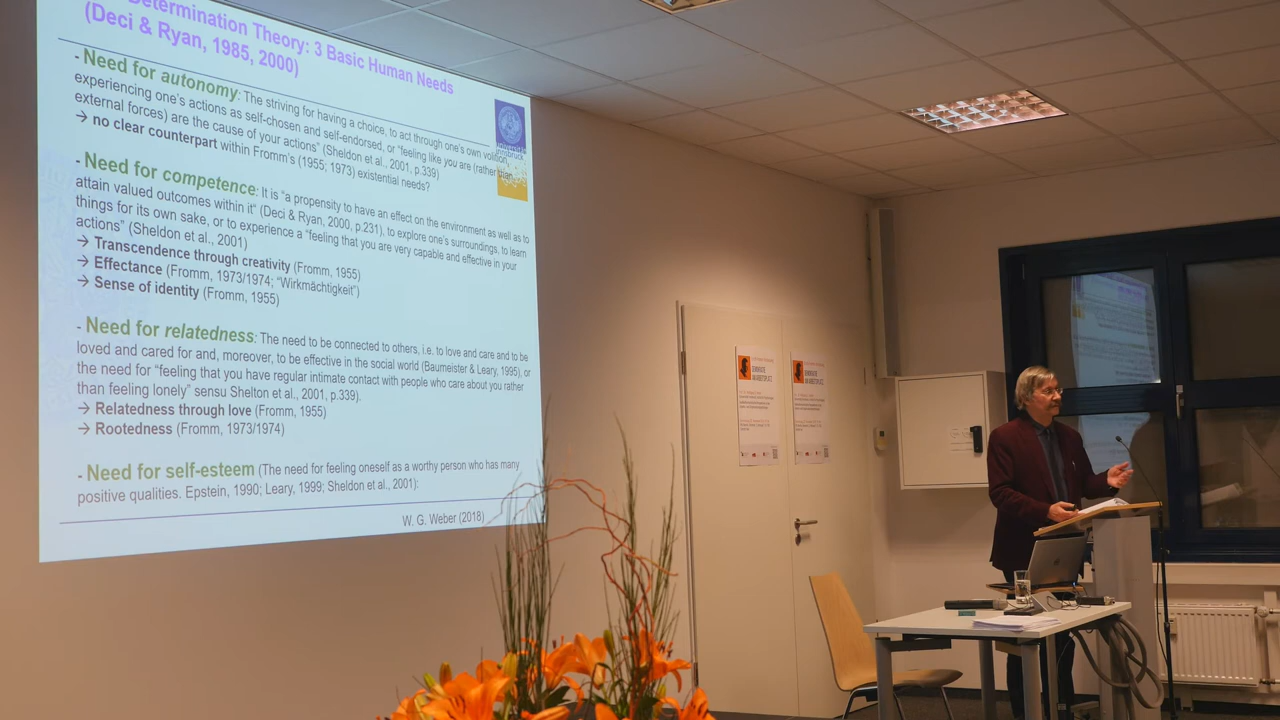 Determination Theory: 3 Basic Human Needs
(Deci & Ryan, 1985, 2000)
- Need for autonomy: The striving for having a choice, to act through one's own volition,
experiencing one's actions as self-chosen and self-endorsed, or "feeling like you are (rather than
external forces) are the cause of your actions" (Sheldon et al., 2001, p.339)
→ no clear counterpart within Fromm's (1955; 1973) existential needs?
- Need for competence: It is "a propensity to have an effect on the environment as well as to
attain valued outcomes within it" (Deci & Ryan, 2000, p.231), to explore one's surroundings, to learn
things for its own sake, or to experience a "feeling that you are very capable and effective in your
actions" (Sheldon et al., 2001)
→ Transcendence through creativity (Fromm, 1955)
→ Effectance (Fromm, 1973/1974; "Wirkmächtigkeit")
→ Sense of identity (Fromm, 1955)
- Need for relatedness: The need to be connected to others, i.e. to love and care and to be
loved and cared for and, moreover, to be effective in the social world (Baumeister & Leary, 1995), or
the need for "feeling that you have regular intimate contact with people who care about you rather
than feeling lonely" sensu Shelton et al., 2001, p.339).
→ Relatedness through love (Fromm, 1955)
→ Rootedness (Fromm, 1973/1974)
- Need for self-esteem (The need for feeling oneself as a worthy person who has many
positive qualities. Epstein, 1990; Leary, 1999; Sheldon et al., 2001):
W. G. Weber (2018)
universität
innsbruck
DEMOKRATIE
AM ARBEITSPLATZ
DEMOKRATIE
AM ARBEITSPLATZ